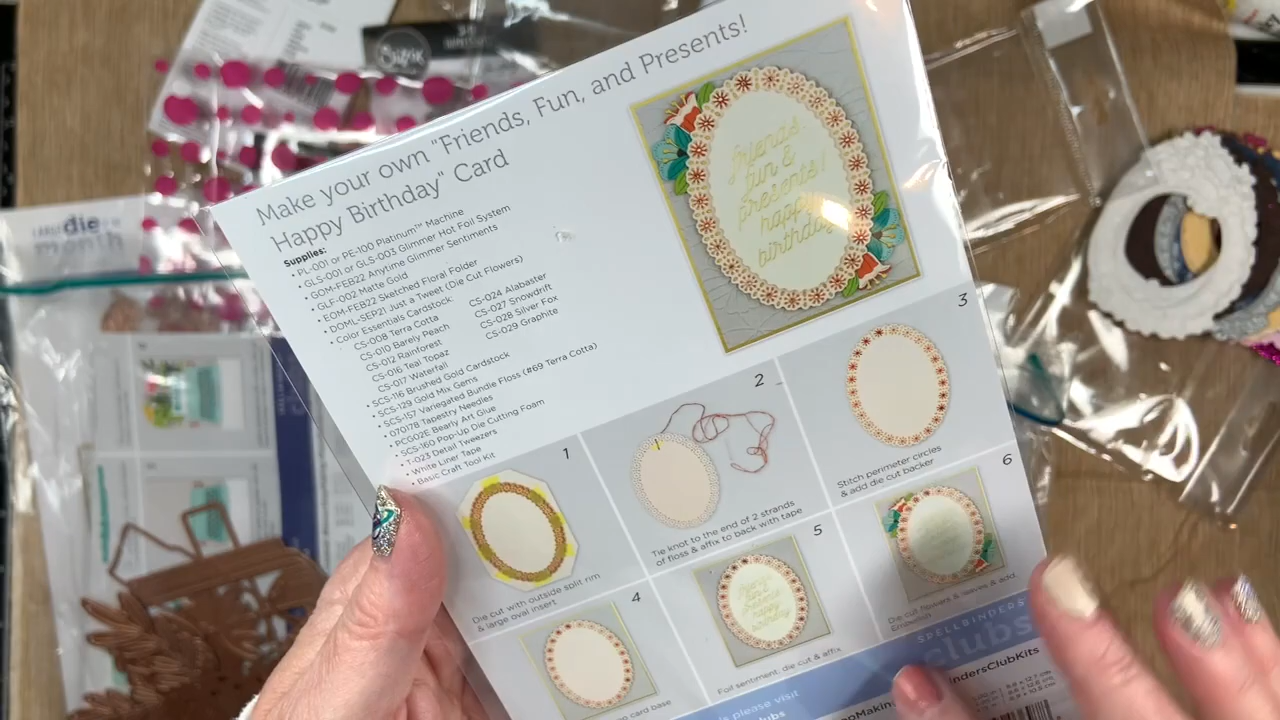 Make your own "Friends, Fun, and Presents!
Happy Birthday" Card
Supplies:
• PL-001 or PE-100 Platinum™ Machine
• GLS-001 or GLS-003 Glimmer Hot Foil System
• GOM-FEB22 Anytime Glimmer Sentiments
• GLF-002 Matte Gold
• EOM-FEB22 Sketched Floral Folder
• DOML-SEP21 Just a Tweet (Die Cut Flowers)
• Color Essentials Cardstock:
CS-008 Terra Cotta
CS-010 Barely Peach
CS-012 Rainforest
CS-016 Teal Topaz
CS-017 Waterfall
CS-024 Alabaster
CS-027 Snowdrift
CS-028 Silver Fox
CS-029 Graphite
• SCS-116 Brushed Gold Cardstock
• SCS-129 Gold Mix Gems
• SCS-157 Variegated Bundle Floss (#69 Terra Cotta)
• 070178 Tapestry Needles
• PCG02E Bearly Art Glue
• SCS-160 Pop-Up Die Cutting Foam
• T-023 Detail Tweezers
• White Liner Tape
• Basic Craft Tool Kit
friends,
fun &
presents!
happy
birthday
1
Die cut with outside split rim
& large oval insert
2
Tie knot to the end of 2 strands
of floss & affix to back with tape
3
Stitch perimeter circles
& add die cut backer
4
card base
5
Foil sentiment, die cut & affix
6
Die cut flowers & leaves & add.
Embellish
please visit
SPELLBINDERS
clubs
ndersClubKits
die
month
Sizzix